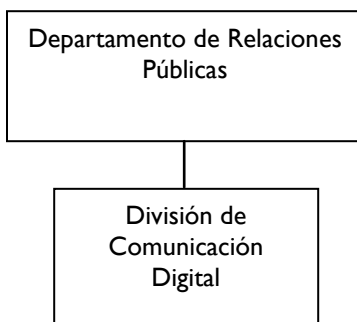 Departamento de Relaciones
Públicas
División de
Comunicación
Digital